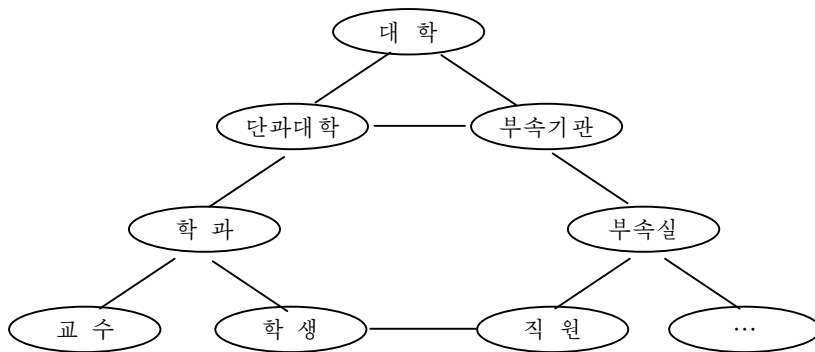 대 학
단과대학 부속기관
학 과 부속실
교 수 학 생 직 원 …